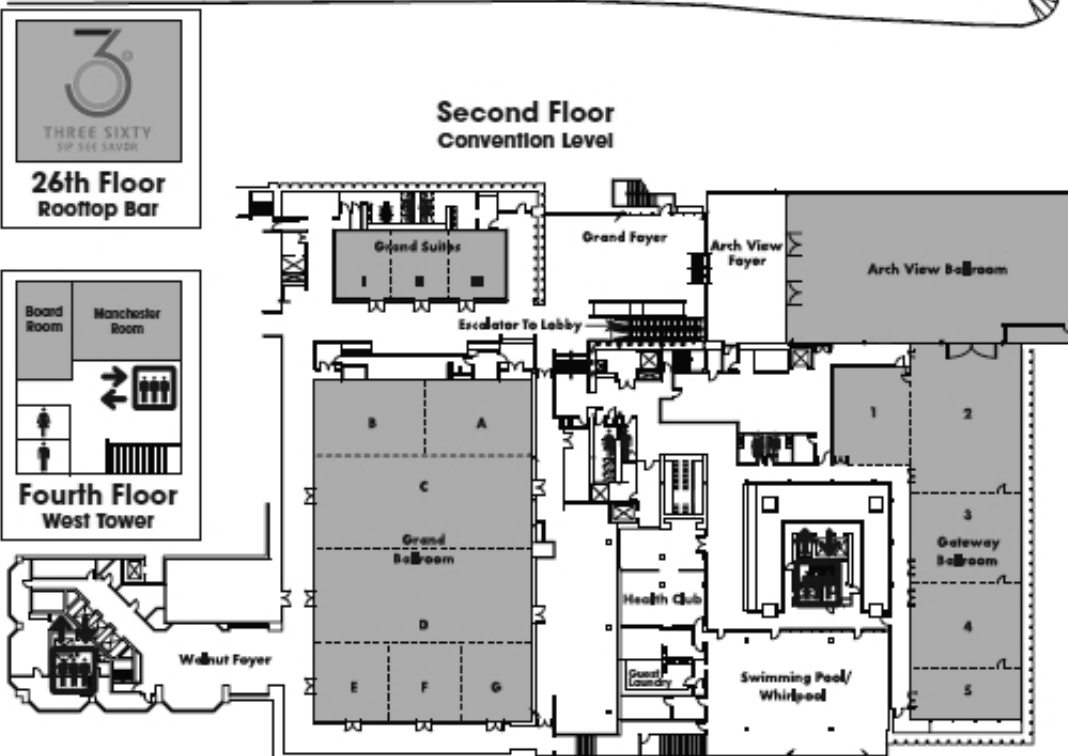 3°
THREE SIXTY
SIP SEE SAVOR
26th Floor
Rooftop Bar
Second Floor
Convention Level
Board
Room
Manchester
Room
Fourth Floor
West Tower
Grand Suites
I
II
III
Grand Foyer
Arch View
Foyer
Arch View Ballroom
Escalator To Lobby
B
A
C
Grand
Ballroom
D
E
F
G
Walnut Foyer
Health Club
Guest
Laundry
Swimming Pool/
Whirlpool
1
2
3
Gateway
Ballroom
4
5